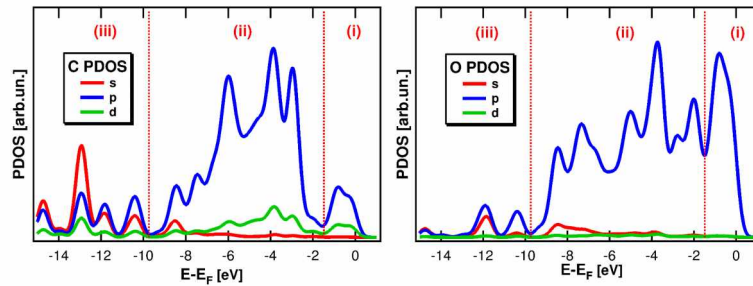 (iii) (ii) (i)
C PDOS
s
p
d
PDOS [arb.un.]
-14 -12 -10 -8 -6 -4 -2 0
E-E_F [eV]
(iii) (ii) (i)
O PDOS
s
p
d
PDOS [arb.un.]
-14 -12 -10 -8 -6 -4 -2 0
E-E_F [eV]